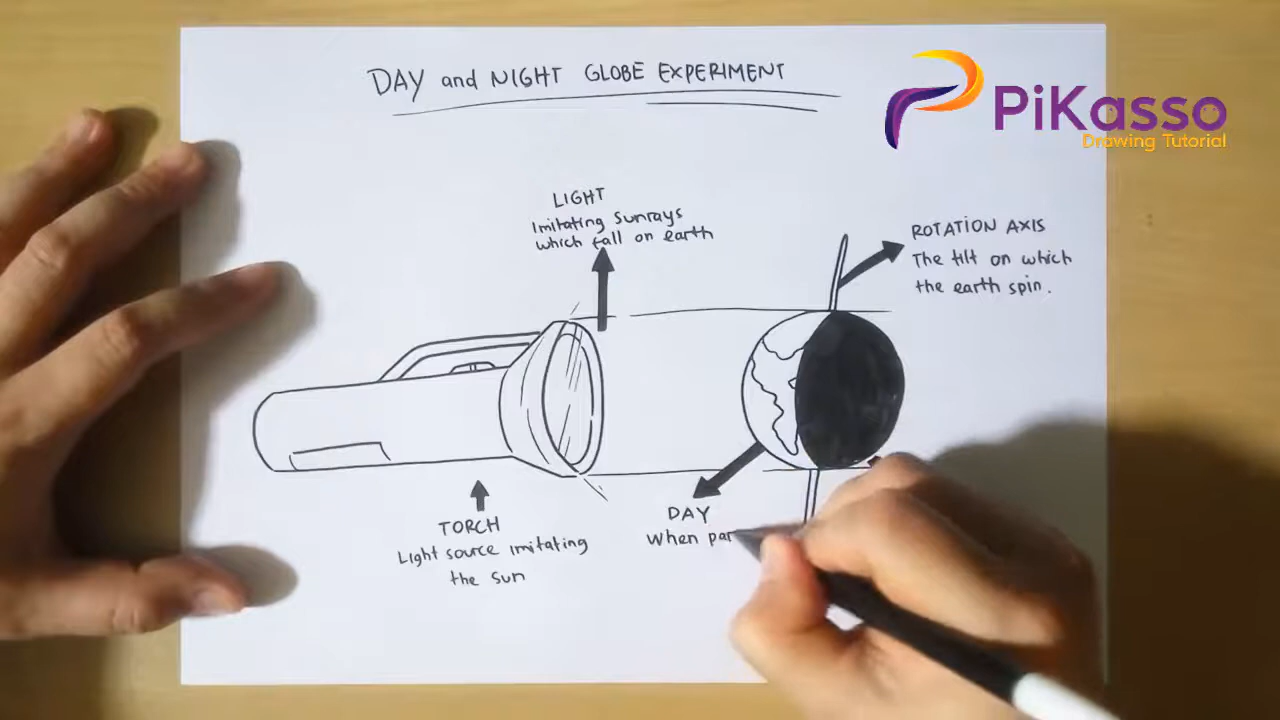 DAY and NIGHT GLOBE EXPERIMENT
PiKasso
Drawing Tutorial
LIGHT
Imitating Sunrays
which fall on earth
ROTATION AXIS
The tilt on which
the earth spin.
TORCH
Light source imitating
the Sun
DAY
When par